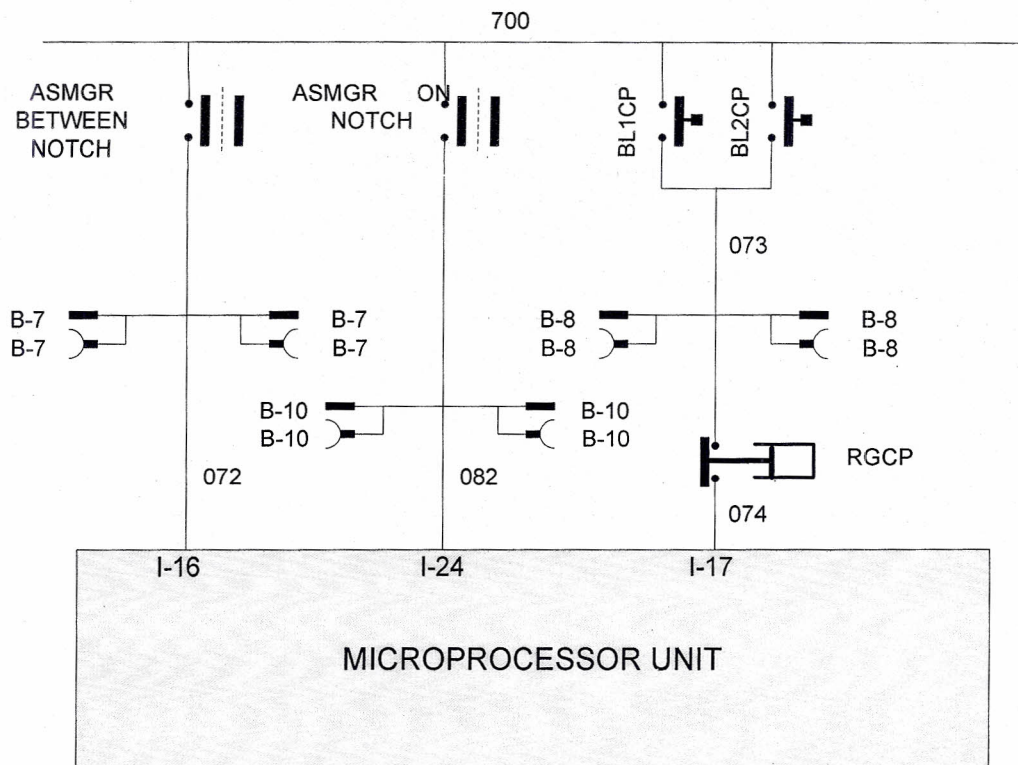 700
ASMGR
BETWEEN
NOTCH
ASMGR ON
NOTCH
BL1CP
BL2CP
073
B-7
B-7
B-7
B-7
B-8
B-8
B-8
B-8
B-10
B-10
B-10
B-10
072
082
RGCP
074
I-16
I-24
I-17
MICROPROCESSOR UNIT